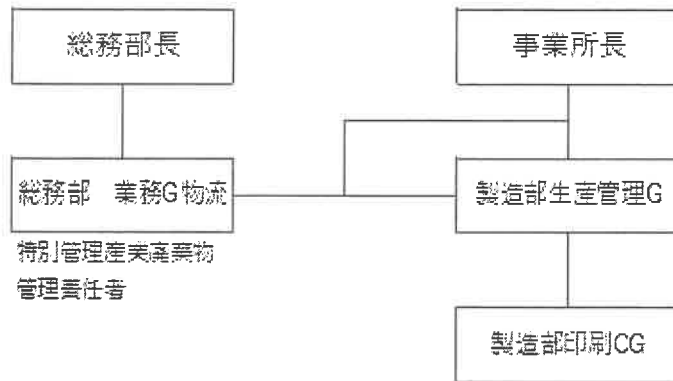 総務部長
事業所長
総務部 業務G物流
製造部生産管理G
特別管理産業廃棄物
管理責任者
製造部印刷CG